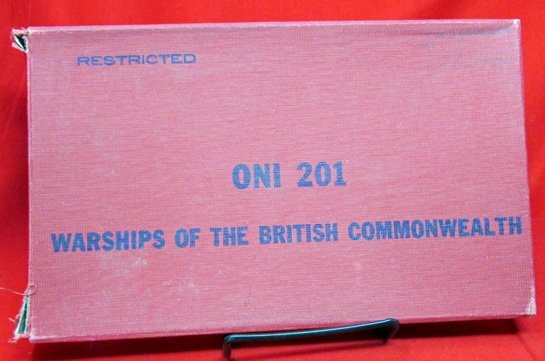 RESTRICTED
ONI 201
WARSHIPS OF THE BRITISH COMMONWEALTH